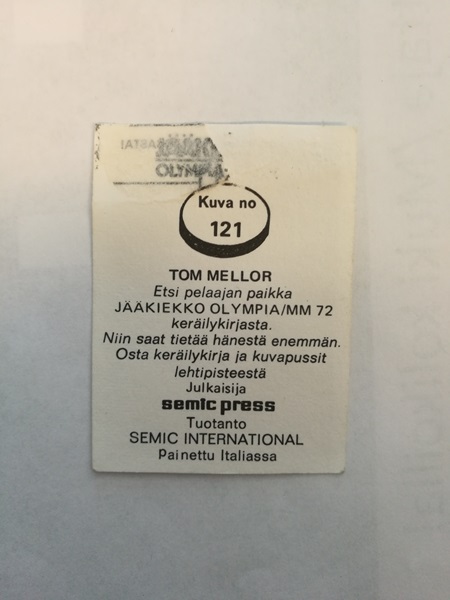 OLYMPIA
Kuva no
121
TOM MELLOR
Etsi pelaajan paikka
JÄÄKIEKKO OLYMPIA/MM 72
keräilykirjasta.
Niin saat tietää hänestä enemmän.
Osta keräilykirja ja kuvapussit
lehtipisteestä
Julkaisija
semic press
Tuotanto
SEMIC INTERNATIONAL
Painettu Italiassa